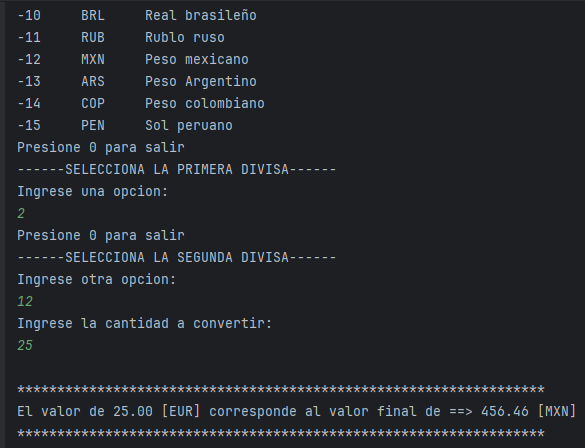 -10     BRL     Real brasileño
-11     RUB     Rublo ruso
-12     MXN     Peso mexicano
-13     ARS     Peso Argentino
-14     COP     Peso colombiano
-15     PEN     Sol peruano
Presione 0 para salir
------SELECCIONA LA PRIMERA DIVISA------
Ingrese una opcion:
2
Presione 0 para salir
------SELECCIONA LA SEGUNDA DIVISA------
Ingrese otra opcion:
12
Ingrese la cantidad a convertir:
25
******************************************************************
El valor de 25.00 [EUR] corresponde al valor final de ==> 456.46 [MXN]
******************************************************************